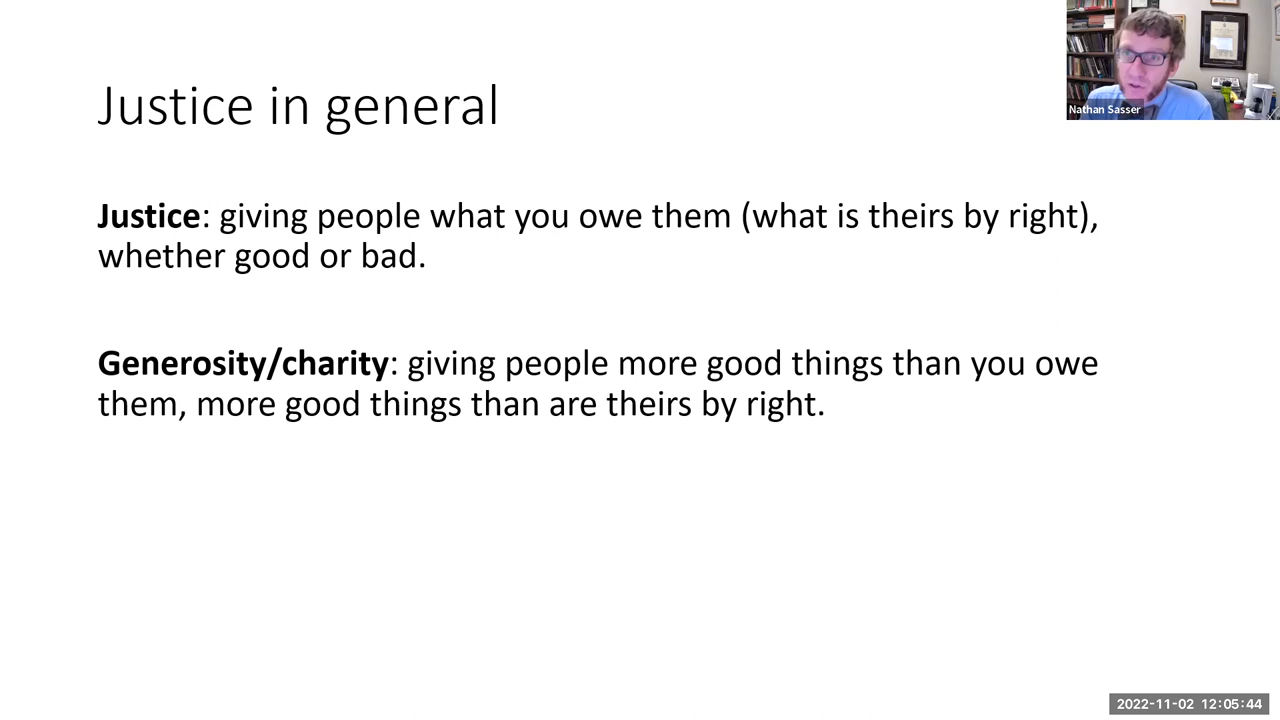 Justice in general
Nathan Sasser
Justice: giving people what you owe them (what is theirs by right),
whether good or bad.
Generosity/charity: giving people more good things than you owe
them, more good things than are theirs by right.
2022-11-02 12:05:44